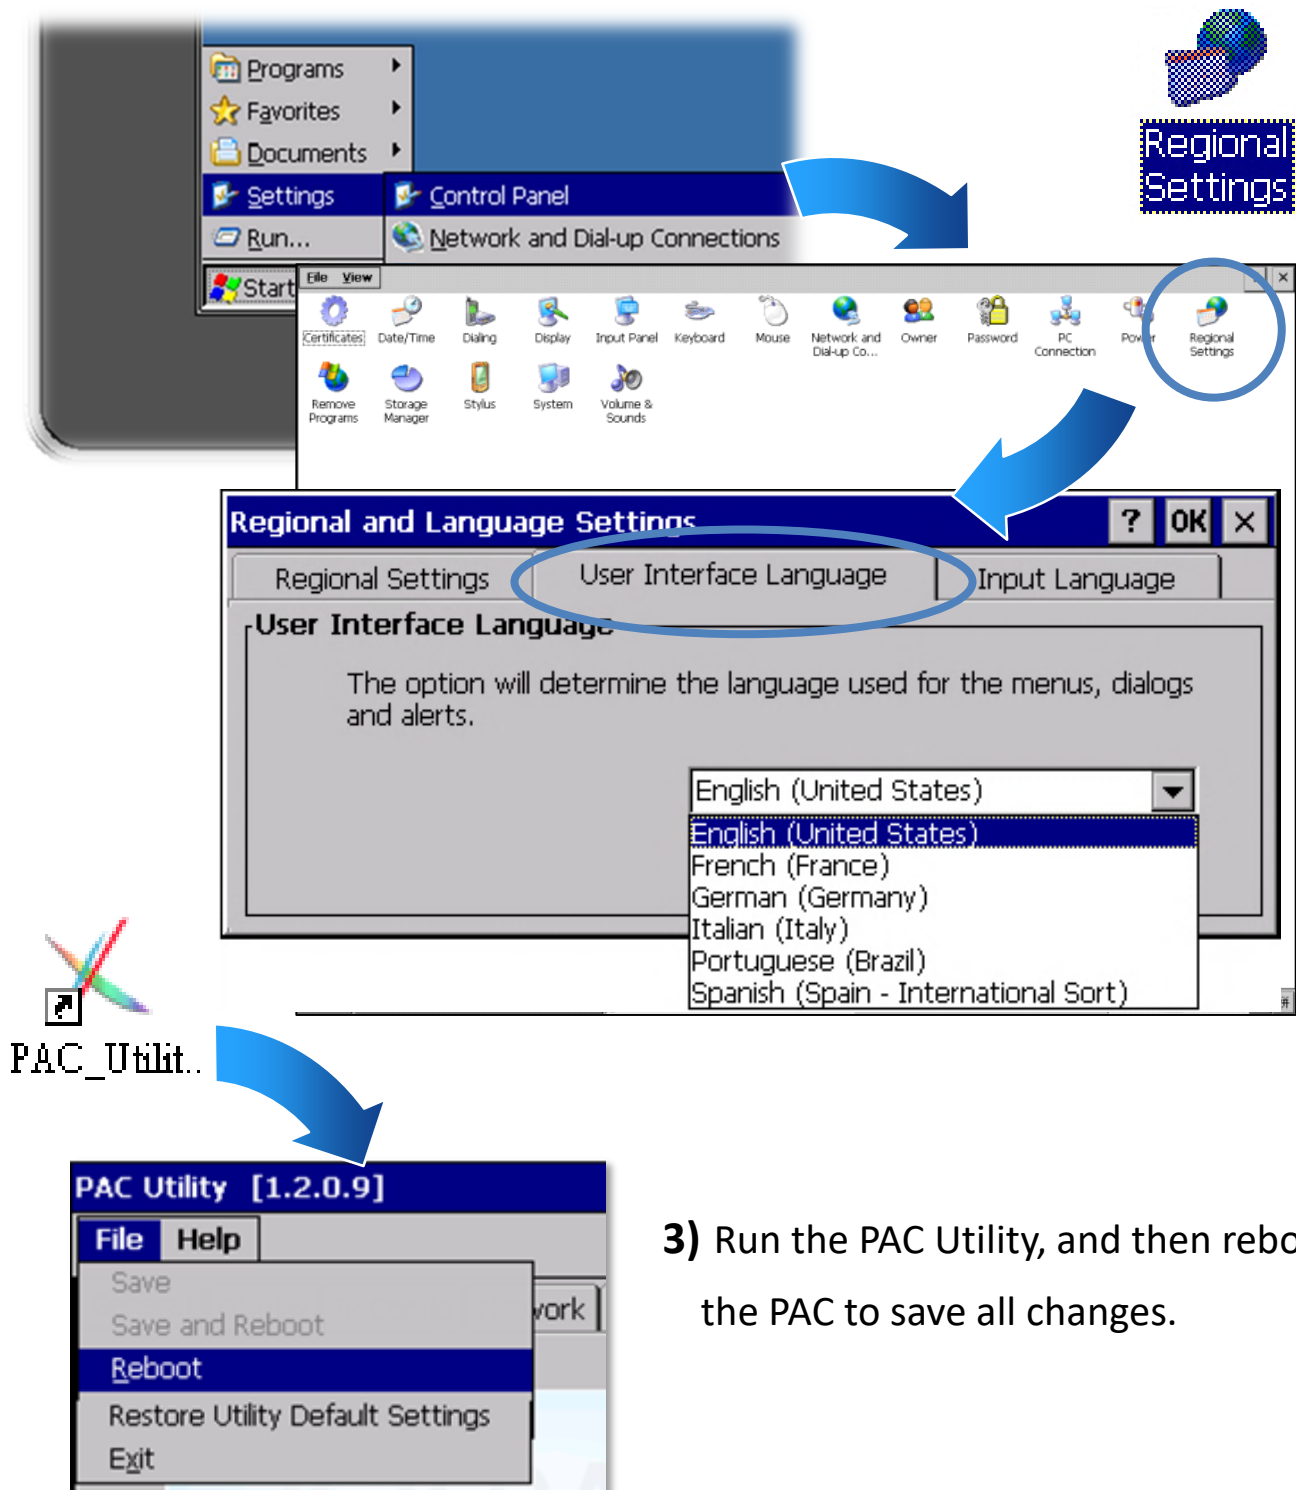 Programs
Favorites
Documents
Settings
Run...
Start
Control Panel
Network and Dial-up Connections
Regional
Settings
File View
Certificates
Date/Time
Dialing
Display
Input Panel
Keyboard
Mouse
Network and
Dial-up Co...
Owner
Password
PC
Connection
Regional
Settings
Remove
Programs
Storage
Manager
Stylus
System
Volume &
Sounds
Regional and Language Settings ? OK ×
Regional Settings User Interface Language Input Language
User Interface Language
The option will determine the language used for the menus, dialogs
and alerts.
English (United States)
English (United States)
French (France)
German (Germany)
Italian (Italy)
Portuguese (Brazil)
Spanish (Spain - International Sort)
PAC_Utilit..
PAC Utility [1.2.0.9]
File Help
Save
Save and Reboot
Reboot
Restore Utility Default Settings
Exit
3) Run the PAC Utility, and then rebo
the PAC to save all changes.